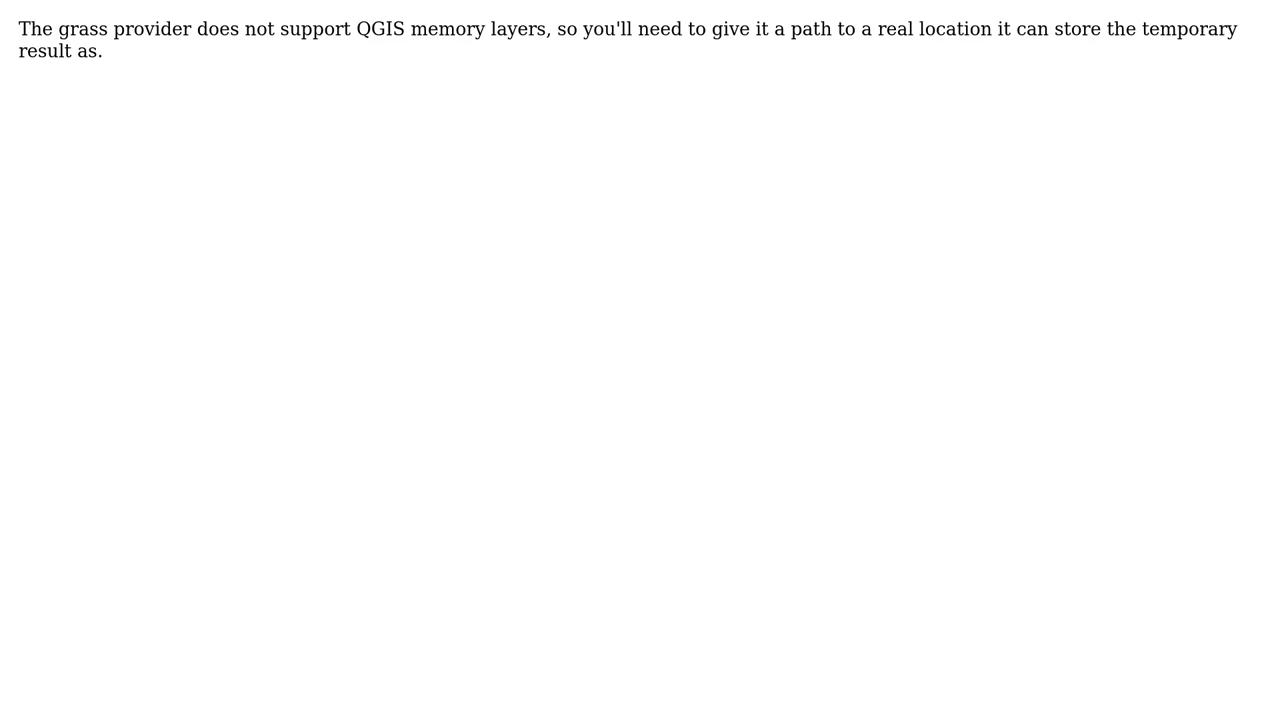 The grass provider does not support QGIS memory layers, so you'll need to give it a path to a real location it can store the temporary
result as.